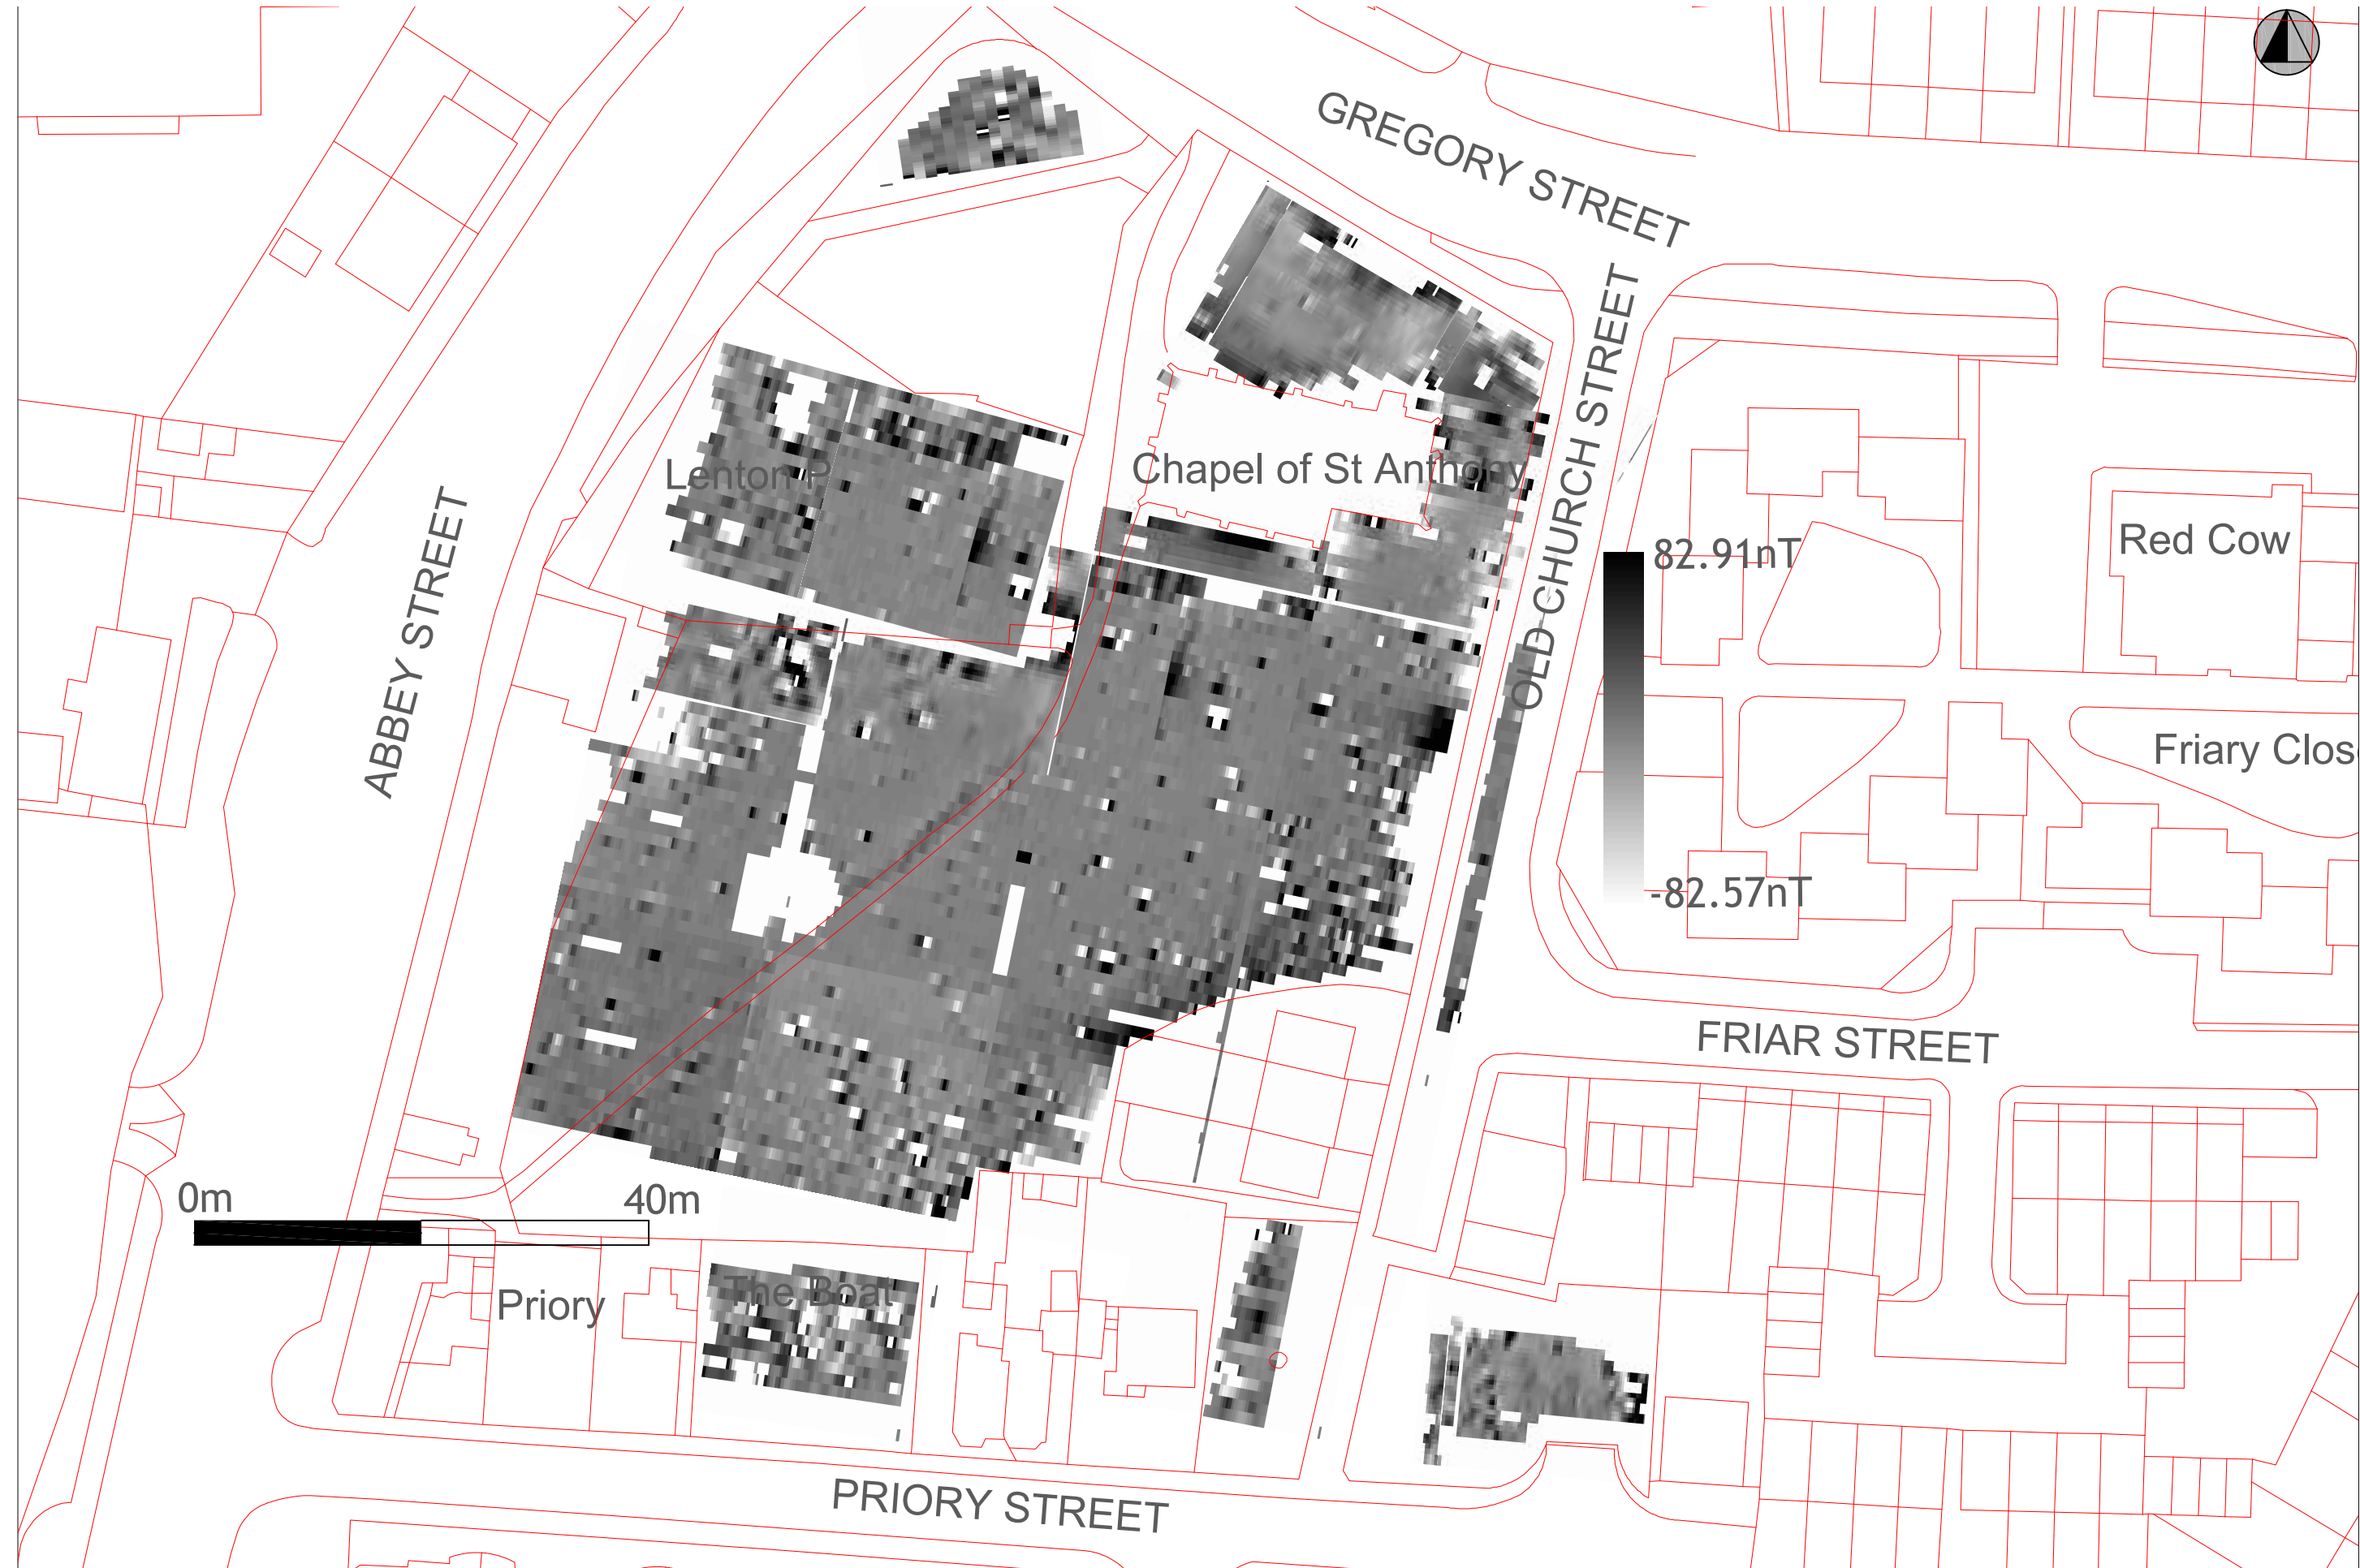 GREGORY STREET
Lenton P
Chapel of St Anthony
OLD CHURCH STREET
ABBEY STREET
Red Cow
82.91nT
-82.57nT
Friary Clos
FRIAR STREET
0m
40m
Priory
The Boat
PRIORY STREET